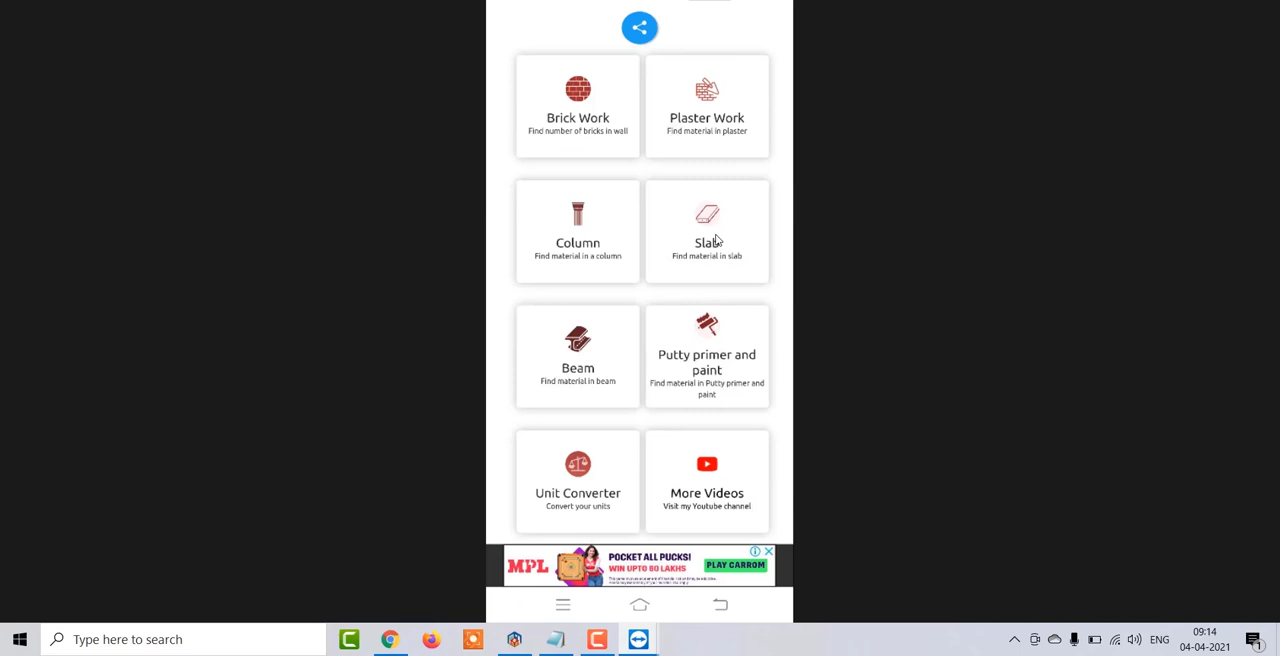 Brick Work
Find number of bricks in wall
Plaster Work
Find material in plaster
Column
Find material in a column
Slab
Find material in slab
Beam
Find material in beam
Putty primer and
paint
Find material in Putty primer and
paint
Unit Converter
Convert your units
More Videos
Visit my Youtube channel
MPL
POCKET ALL PUCKS!
WIN UPTO 80 LAKHS
PLAY CARROM
Type here to search
ENG
09:14
04-04-2021
1